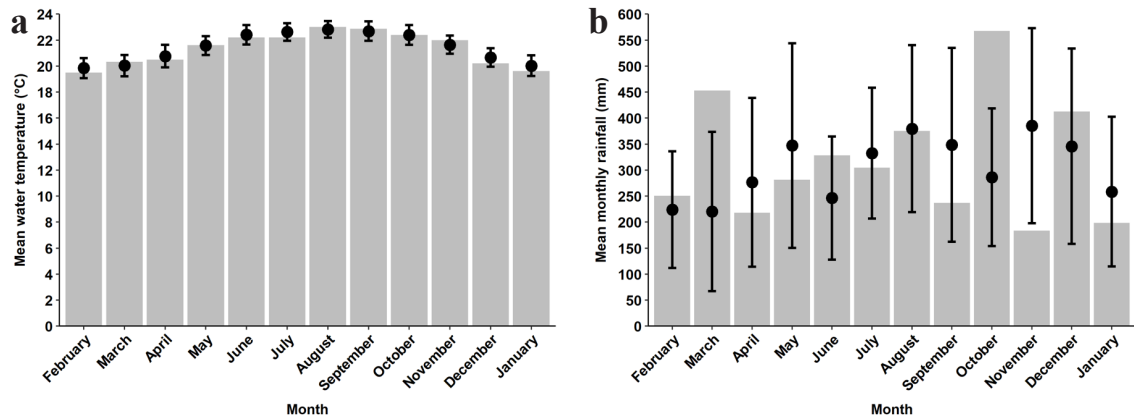 a
Mean water temperature (°C)
24
22
20
18
16
14
12
10
8
6
4
2
0
February
March
April
May
June
July
August
September
October
November
December
January
Month
b
Mean monthly rainfall (mm)
600
550
500
450
400
350
300
250
200
150
100
50
0
February
March
April
May
June
July
August
September
October
November
December
January
Month